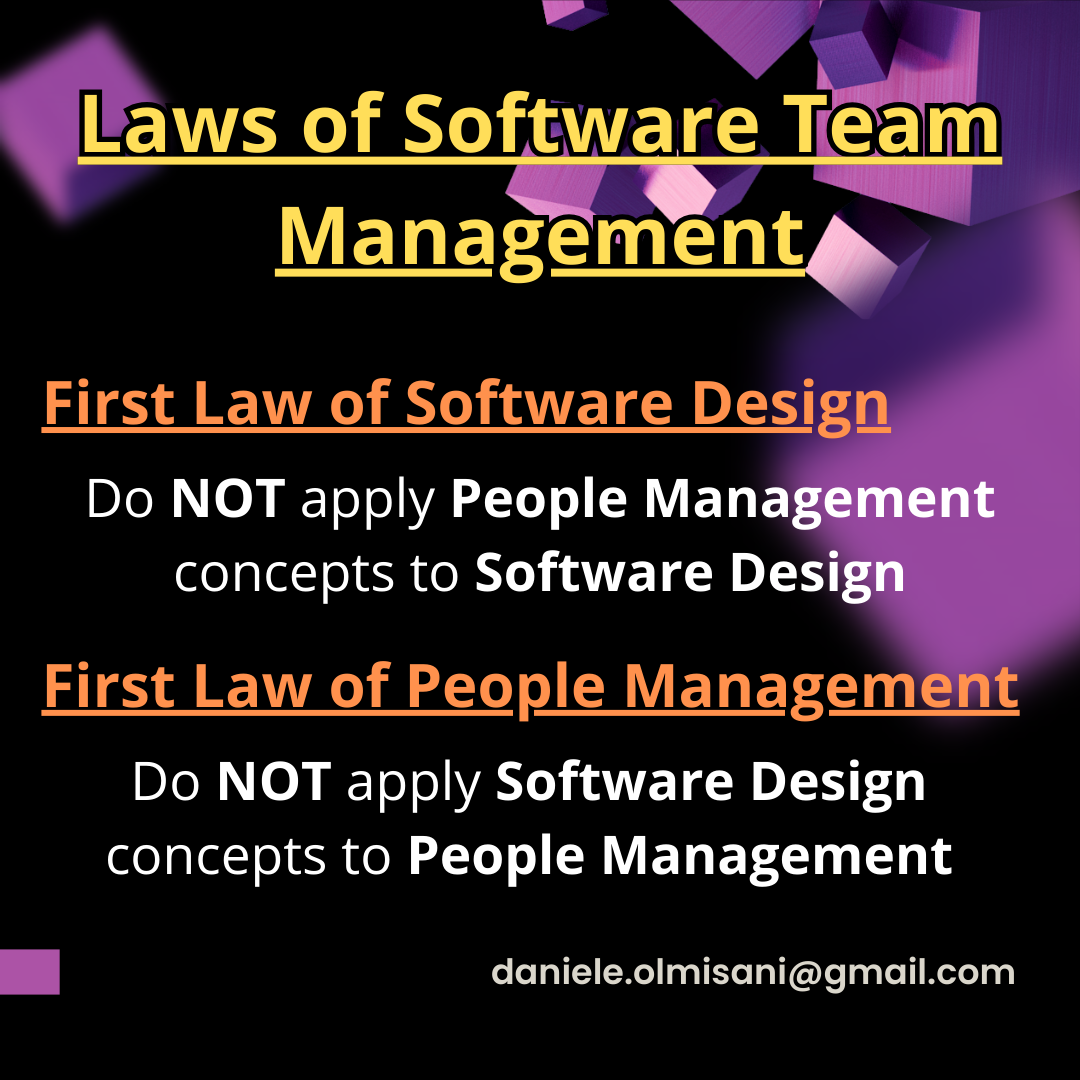 Laws of Software Team
Management
First Law of Software Design
Do NOT apply People Management
concepts to Software Design
First Law of People Management
Do NOT apply Software Design
concepts to People Management
daniele.olmisani@gmail.com